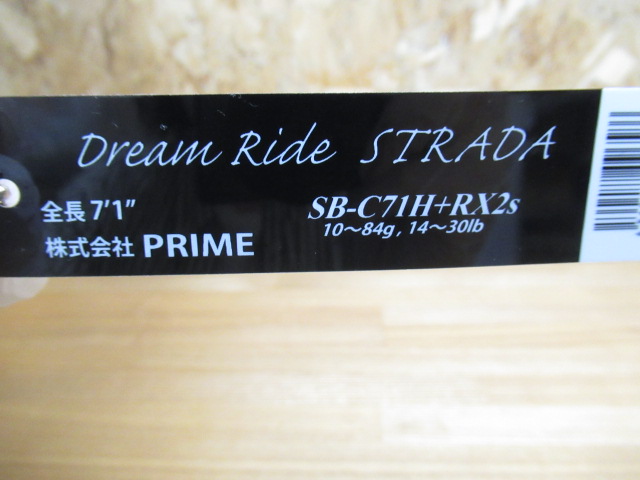 Dream Ride STRADA
全長 7'1"
SB-C71H+RX2s
10～84g , 14～30lb
株式会社 PRIME